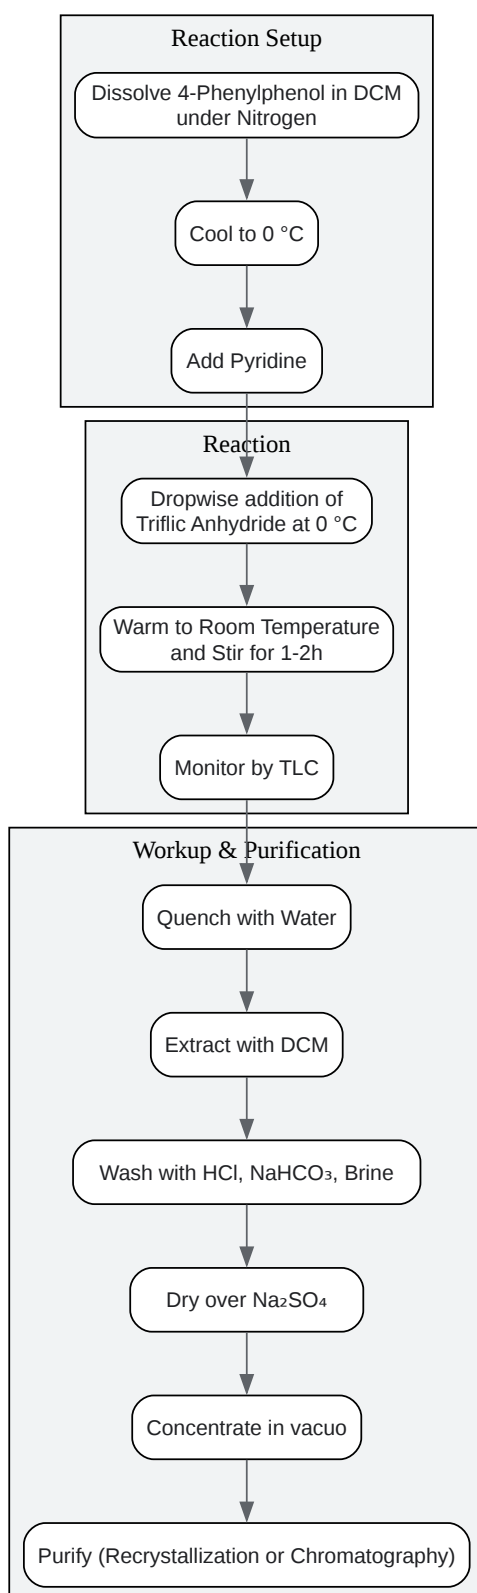 Reaction Setup
Dissolve 4-Phenylphenol in DCM
under Nitrogen
Cool to 0 °C
Add Pyridine
Reaction
Dropwise addition of
Triflic Anhydride at 0 °C
Warm to Room Temperature
and Stir for 1-2h
Monitor by TLC
Workup & Purification
Quench with Water
Extract with DCM
Wash with HCl, NaHCO₃, Brine
Dry over Na₂SO₄
Concentrate in vacuo
Purify (Recrystallization or Chromatography)